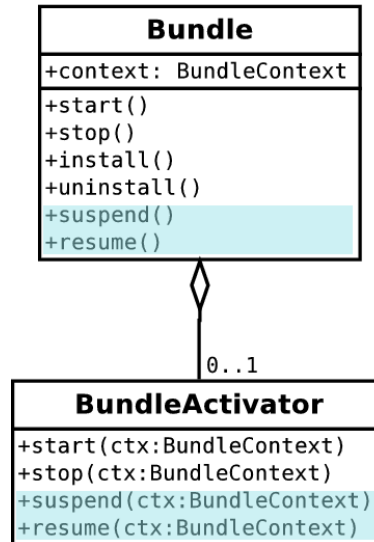 Bundle
+context: BundleContext
+start()
+stop()
+install()
+uninstall()
+suspend()
+resume()
0..1
BundleActivator
+start(ctx:BundleContext)
+stop(ctx:BundleContext)
+suspend(ctx:BundleContext)
+resume(ctx:BundleContext)